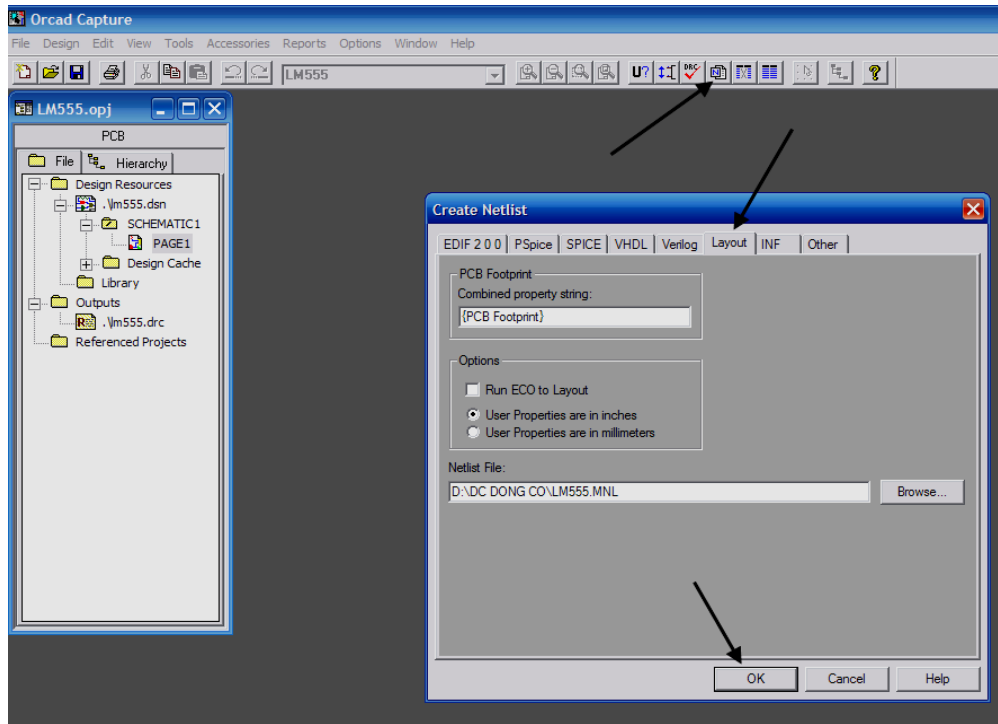 Orcad Capture
File Design Edit View Tools Accessories Reports Options Window Help
LM555 U? DRC N ?
LM555.opj
PCB
File Hierarchy
Design Resources
.\lm555.dsn
SCHEMATIC1
PAGE1
Design Cache
Library
Outputs
.\lm555.drc
Referenced Projects
Create Netlist
EDIF 2 0 0 PSpice SPICE VHDL Verilog Layout INF Other
PCB Footprint
Combined property string:
{PCB Footprint}
Options
Run ECO to Layout
User Properties are in inches
User Properties are in millimeters
Netlist File:
D:\DC DONG CO\LM555.MNL Browse...
OK Cancel Help